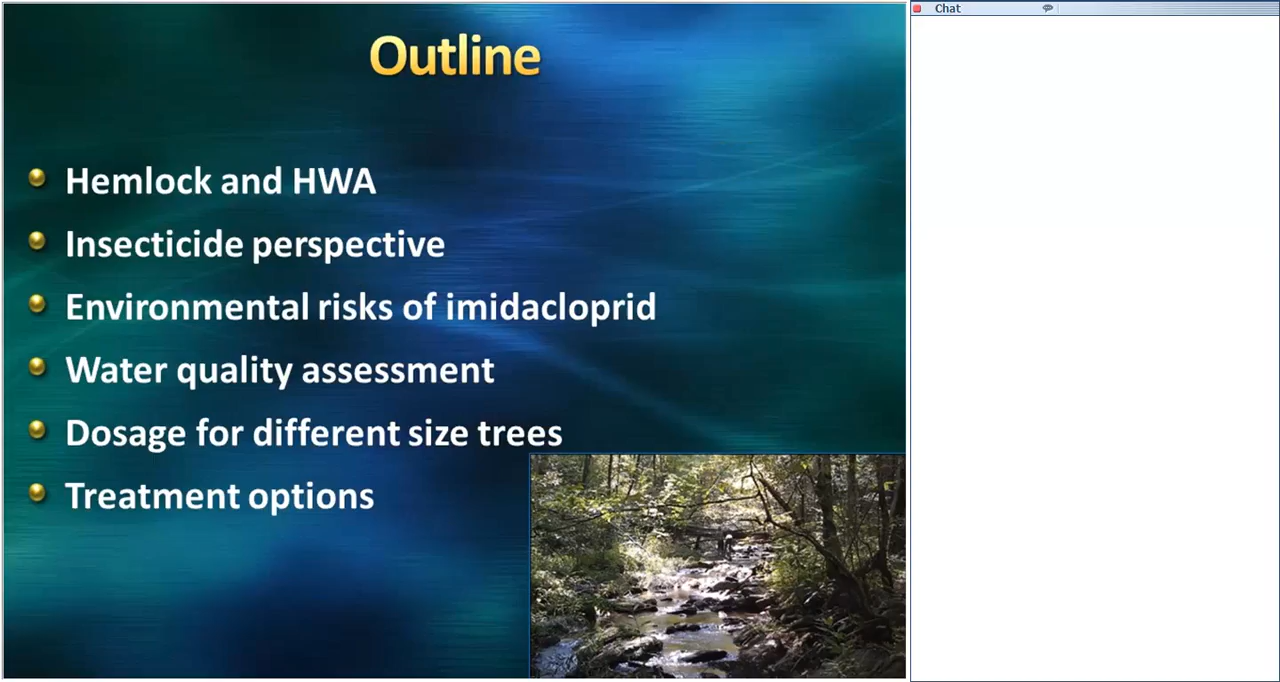 Outline
Hemlock and HWA
Insecticide perspective
Environmental risks of imidacloprid
Water quality assessment
Dosage for different size trees
Treatment options
Chat